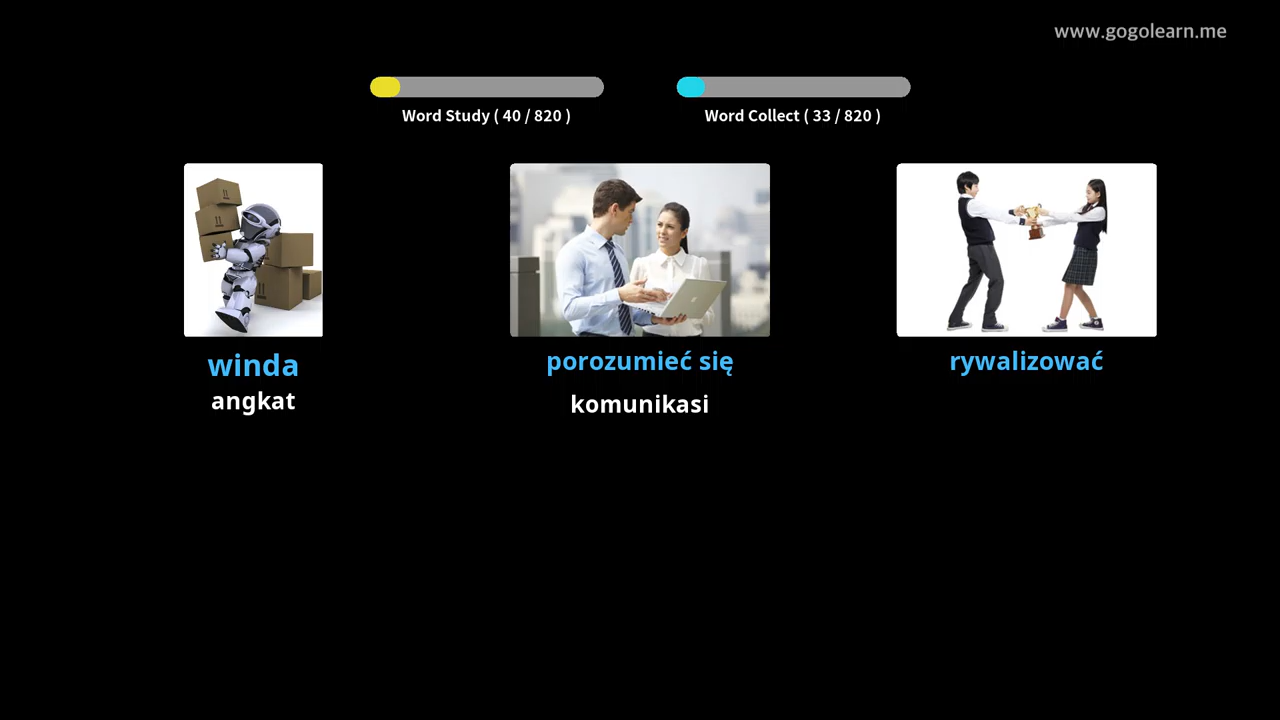 www.gogolearn.me
Word Study ( 40 / 820 )
Word Collect ( 33 / 820 )
winda
angkat
porozumieć się
komunikasi
rywalizować